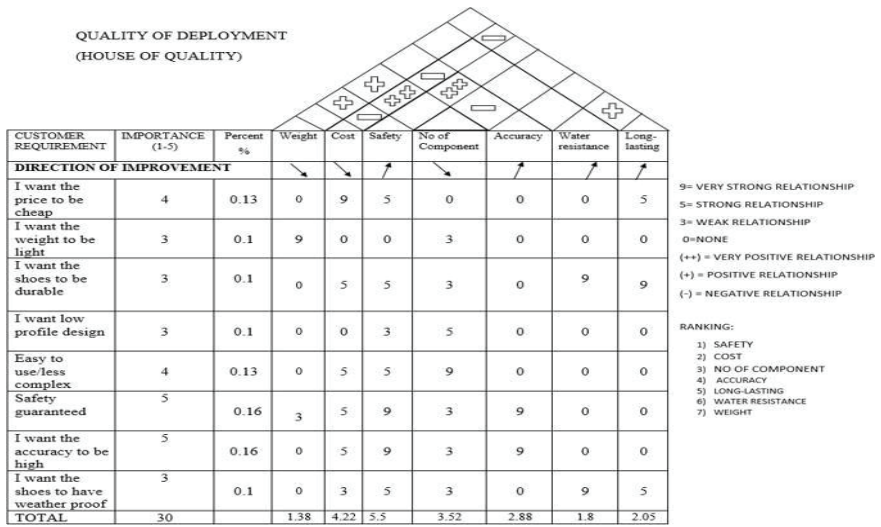 QUALITY OF DEPLOYMENT
(HOUSE OF QUALITY)
CUSTOMER REQUIREMENT IMPORTANCE (1-5) Percent % Weight Cost Safety No of Component Accuracy Water resistance Long-lasting
DIRECTION OF IMPROVEMENT
I want the price to be cheap 4 0.13 0 9 5 0 0 0 5
I want the weight to be light 3 0.1 9 0 0 3 0 0 0
I want the shoes to be durable 3 0.1 0 5 5 3 0 9 9
I want low profile design 3 0.1 0 0 3 5 0 0 0
Easy to use/less complex 4 0.13 0 5 5 9 0 0 0
Safety guaranteed 5 0.16 3 5 9 3 9 0 0
I want the accuracy to be high 5 0.16 0 5 9 3 9 0 0
I want the shoes to have weather proof 3 0.1 0 3 5 3 0 9 5
TOTAL 30 1.38 4.22 5.5 3.52 2.88 1.8 2.05
9= VERY STRONG RELATIONSHIP
5= STRONG RELATIONSHIP
3= WEAK RELATIONSHIP
0=NONE
(++) = VERY POSITIVE RELATIONSHIP
(+) = POSITIVE RELATIONSHIP
(-) = NEGATIVE RELATIONSHIP
RANKING:
1) SAFETY
2) COST
3) NO OF COMPONENT
4) ACCURACY
5) LONG-LASTING
6) WATER RESISTANCE
7) WEIGHT